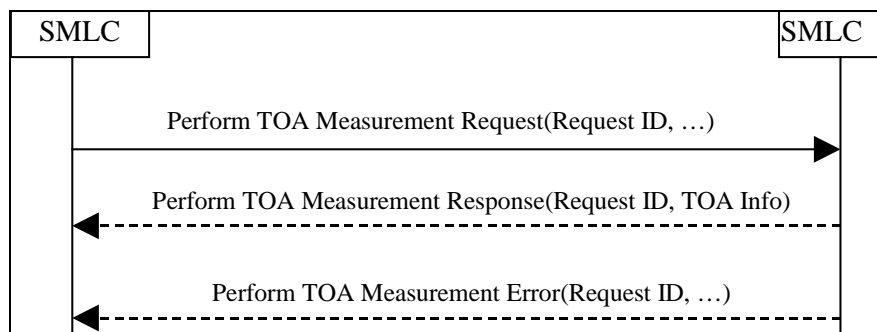 SMLC
SMLC
Perform TOA Measurement Request(Request ID, …)
Perform TOA Measurement Response(Request ID, TOA Info)
Perform TOA Measurement Error(Request ID, …)